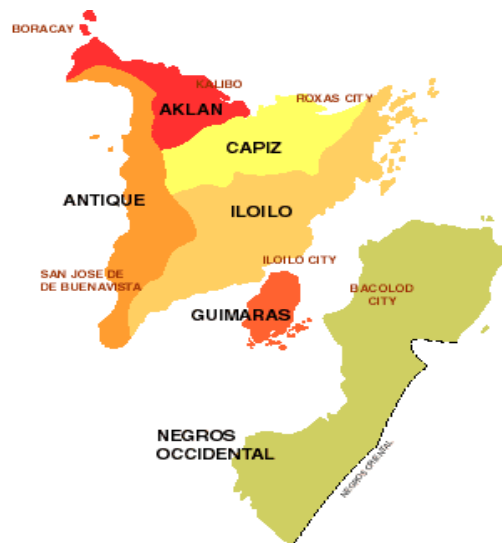 BORACAY
KALIBO
ROXAS CITY
AKLAN
CAPIZ
ANTIQUE
ILOILO
ILOILO CITY
SAN JOSE DE
DE BUENAVISTA
BACOLOD
CITY
GUIMARAS
NEGROS
OCCIDENTAL
NEGROS ORIENTAL